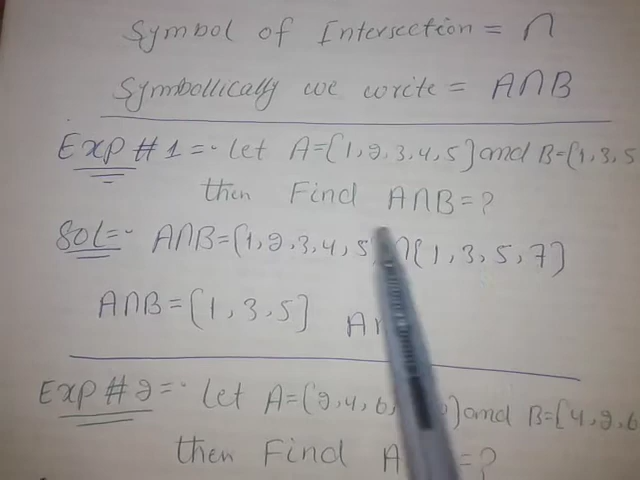 Symbol of Intersection = ∩
Symbollically we write = A∩B
Exp #1 =- Let A={1,2,3,4,5} and B={1,3,5
then Find A∩B=?
Sol=- A∩B={1,2,3,4,5}∩{1,3,5,7}
A∩B={1,3,5]
Exp #2=- Let A={2,4,6, } and B=[4,2,6
then Find A =?